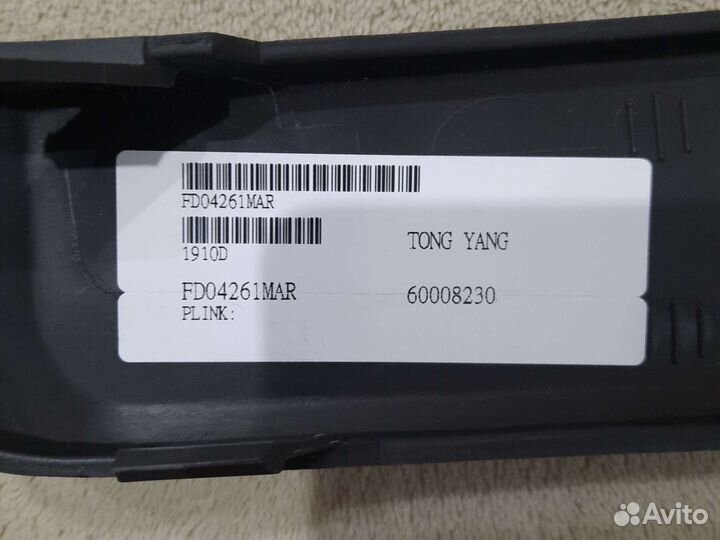 FD04261MAR
1910D
TONG YANG
FD04261MAR
60008230
PLINK:
Avito